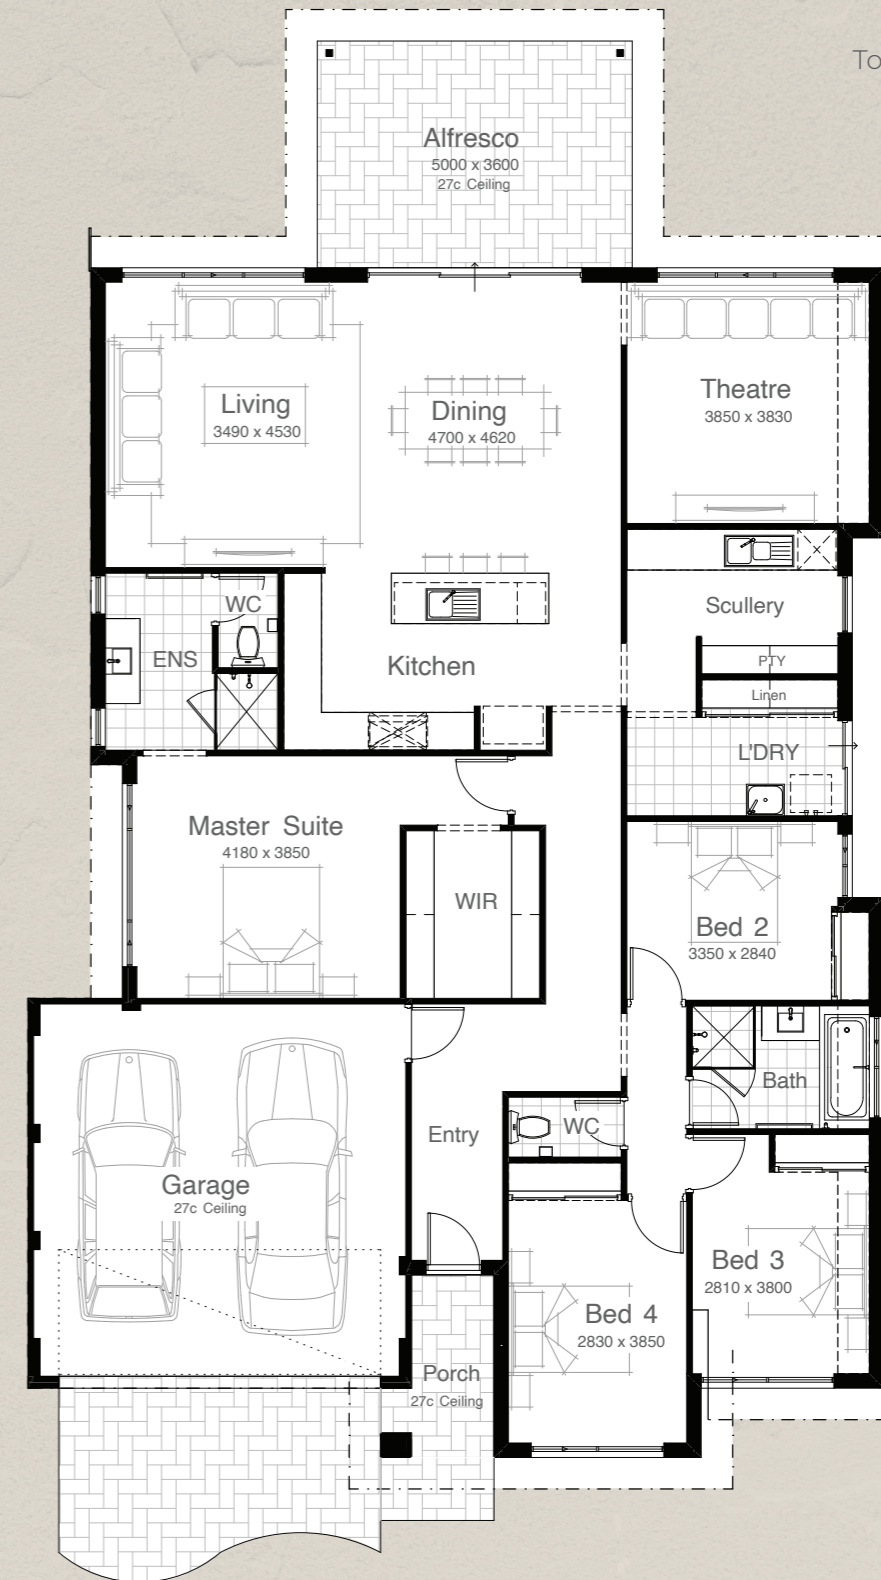 To
Alfresco
5000 x 3600
27c Ceiling
Living
3490 x 4530
Dining
4700 x 4620
Theatre
3850 x 3830
WC
ENS
Kitchen
Scullery
PTY
Linen
L'DRY
Master Suite
4180 x 3850
WIR
Bed 2
3350 x 2840
Bath
WC
Entry
Garage
27c Ceiling
Bed 3
2810 x 3800
Bed 4
2830 x 3850
Porch
27c Ceiling